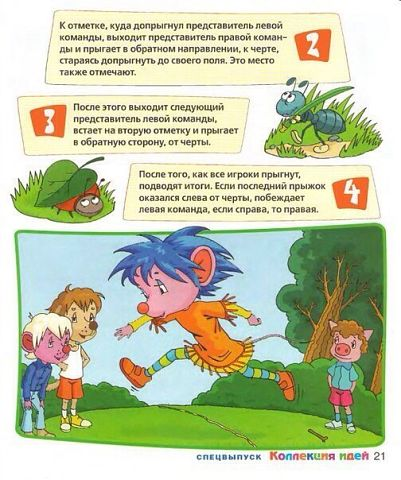 К отметке, куда допрыгнул представитель левой
команды, выходит представитель правой коман-
ды и прыгает в обратном направлении, к черте,
стараясь допрыгнуть до своего поля. Это место
также отмечают.
2
3
После этого выходит следующий
представитель левой команды,
встает на вторую отметку и прыгает
в обратную сторону, от черты.
После того, как все игроки прыгнут,
подводят итоги. Если последний прыжок
оказался слева от черты, побеждает
левая команда, если справа, то правая.
4
СПЕЦВЫПУСК Коллекция идей 21